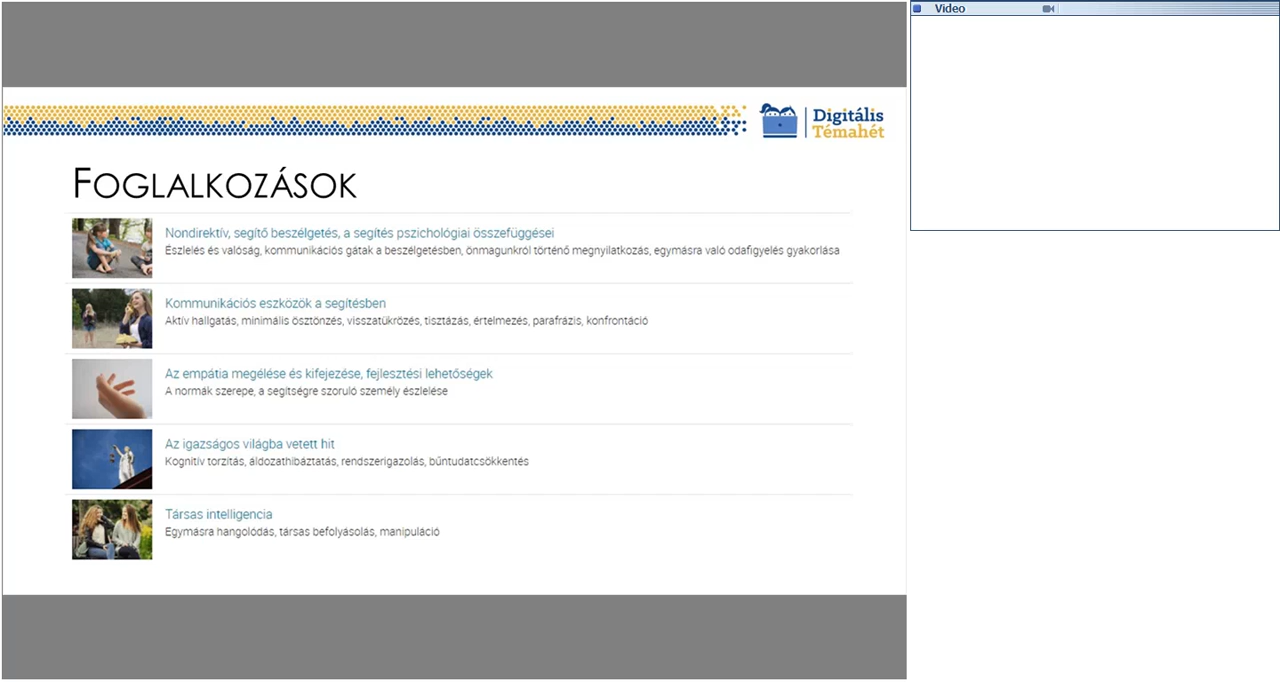 Video
Digitális
Témahét
FOGLALKOZÁSOK
Nondirektív, segítő beszélgetés, a segítés pszichológiai összefüggései
Észlelés és valóság, kommunikációs gátak a beszélgetésben, önmagunkról történő megnyilatkozás, egymásra való odafigyelés gyakorlása
Kommunikációs eszközök a segítésben
Aktív hallgatás, minimális ösztönzés, visszatükrözés, tisztázás, értelmezés, parafrázis, konfrontáció
Az empátia megélése és kifejezése, fejlesztési lehetőségek
A normák szerepe, a segítségre szoruló személy észlelése
Az igazságos világba vetett hit
Kognitív torzítás, áldozathibáztatás, rendszerigazolás, bűntudatcsökkentés
Társas intelligencia
Egymásra hangolódás, társas befolyásolás, manipuláció